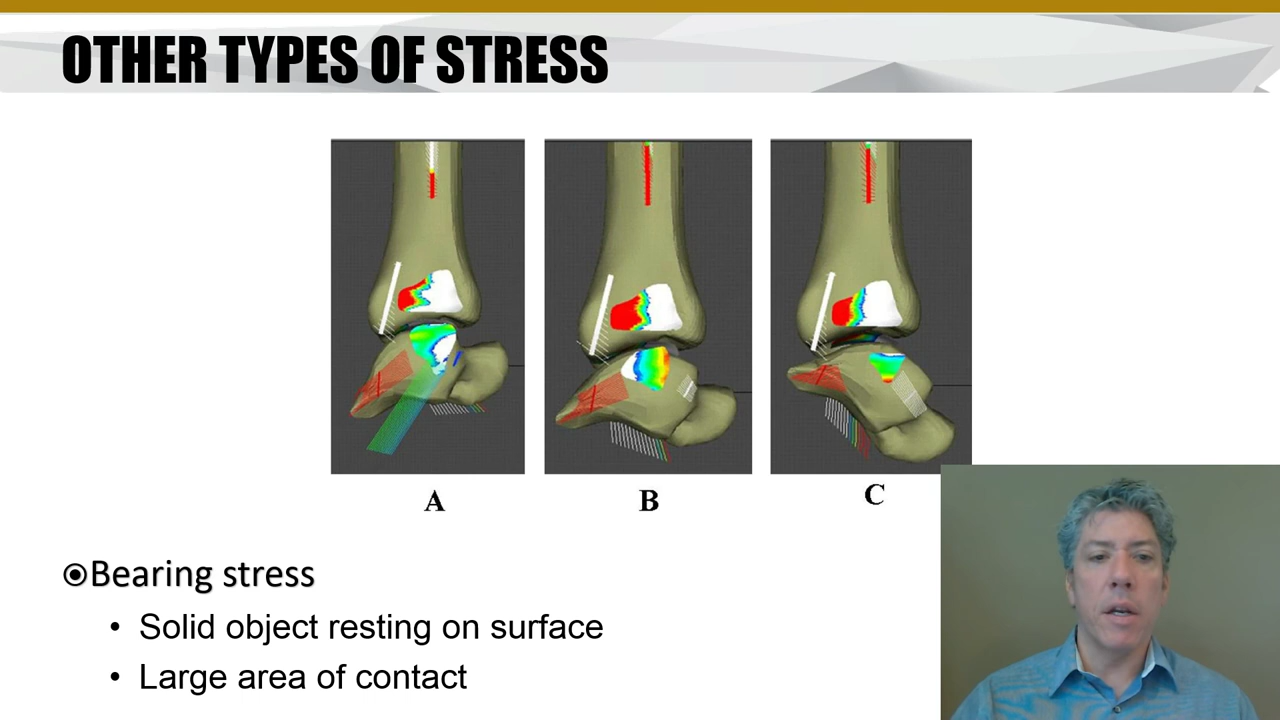 OTHER TYPES OF STRESS
A B C
⦿Bearing stress
• Solid object resting on surface
• Large area of contact